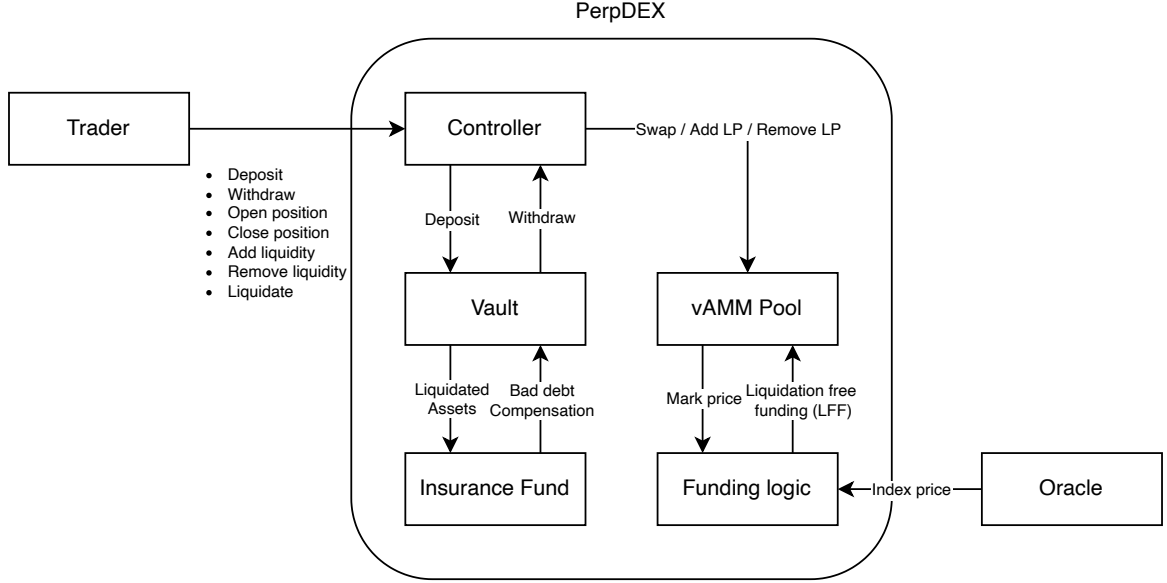 PerpDEX
Trader
Controller
Swap / Add LP / Remove LP
• Deposit
• Withdraw
• Open position
• Close position
• Add liquidity
• Remove liquidity
• Liquidate
Deposit
Withdraw
Vault
vAMM Pool
Liquidated
Assets
Bad debt
Compensation
Mark price
Liquidation free
funding (LFF)
Insurance Fund
Funding logic
Index price
Oracle